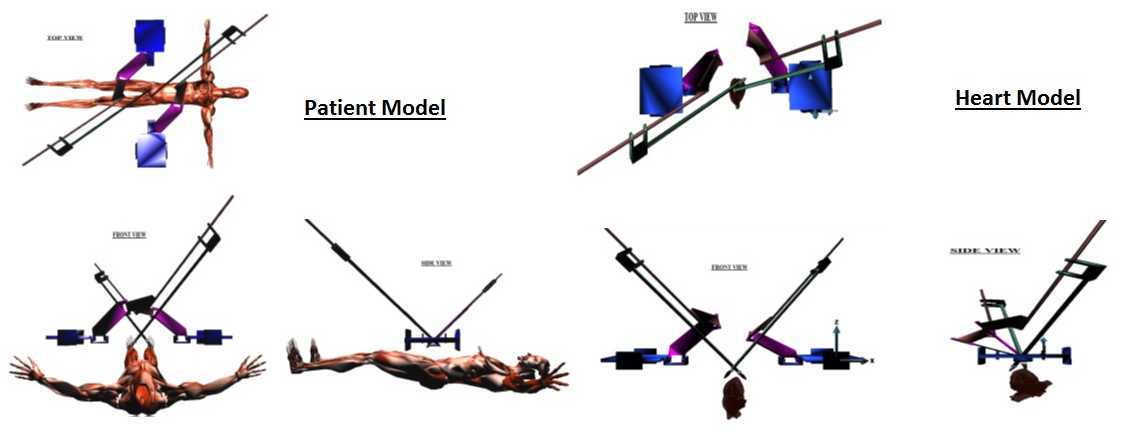 TOP VIEW
TOP VIEW
Patient Model
Heart Model
FRONT VIEW
SIDE VIEW
FRONT VIEW
SIDE VIEW
Z
X